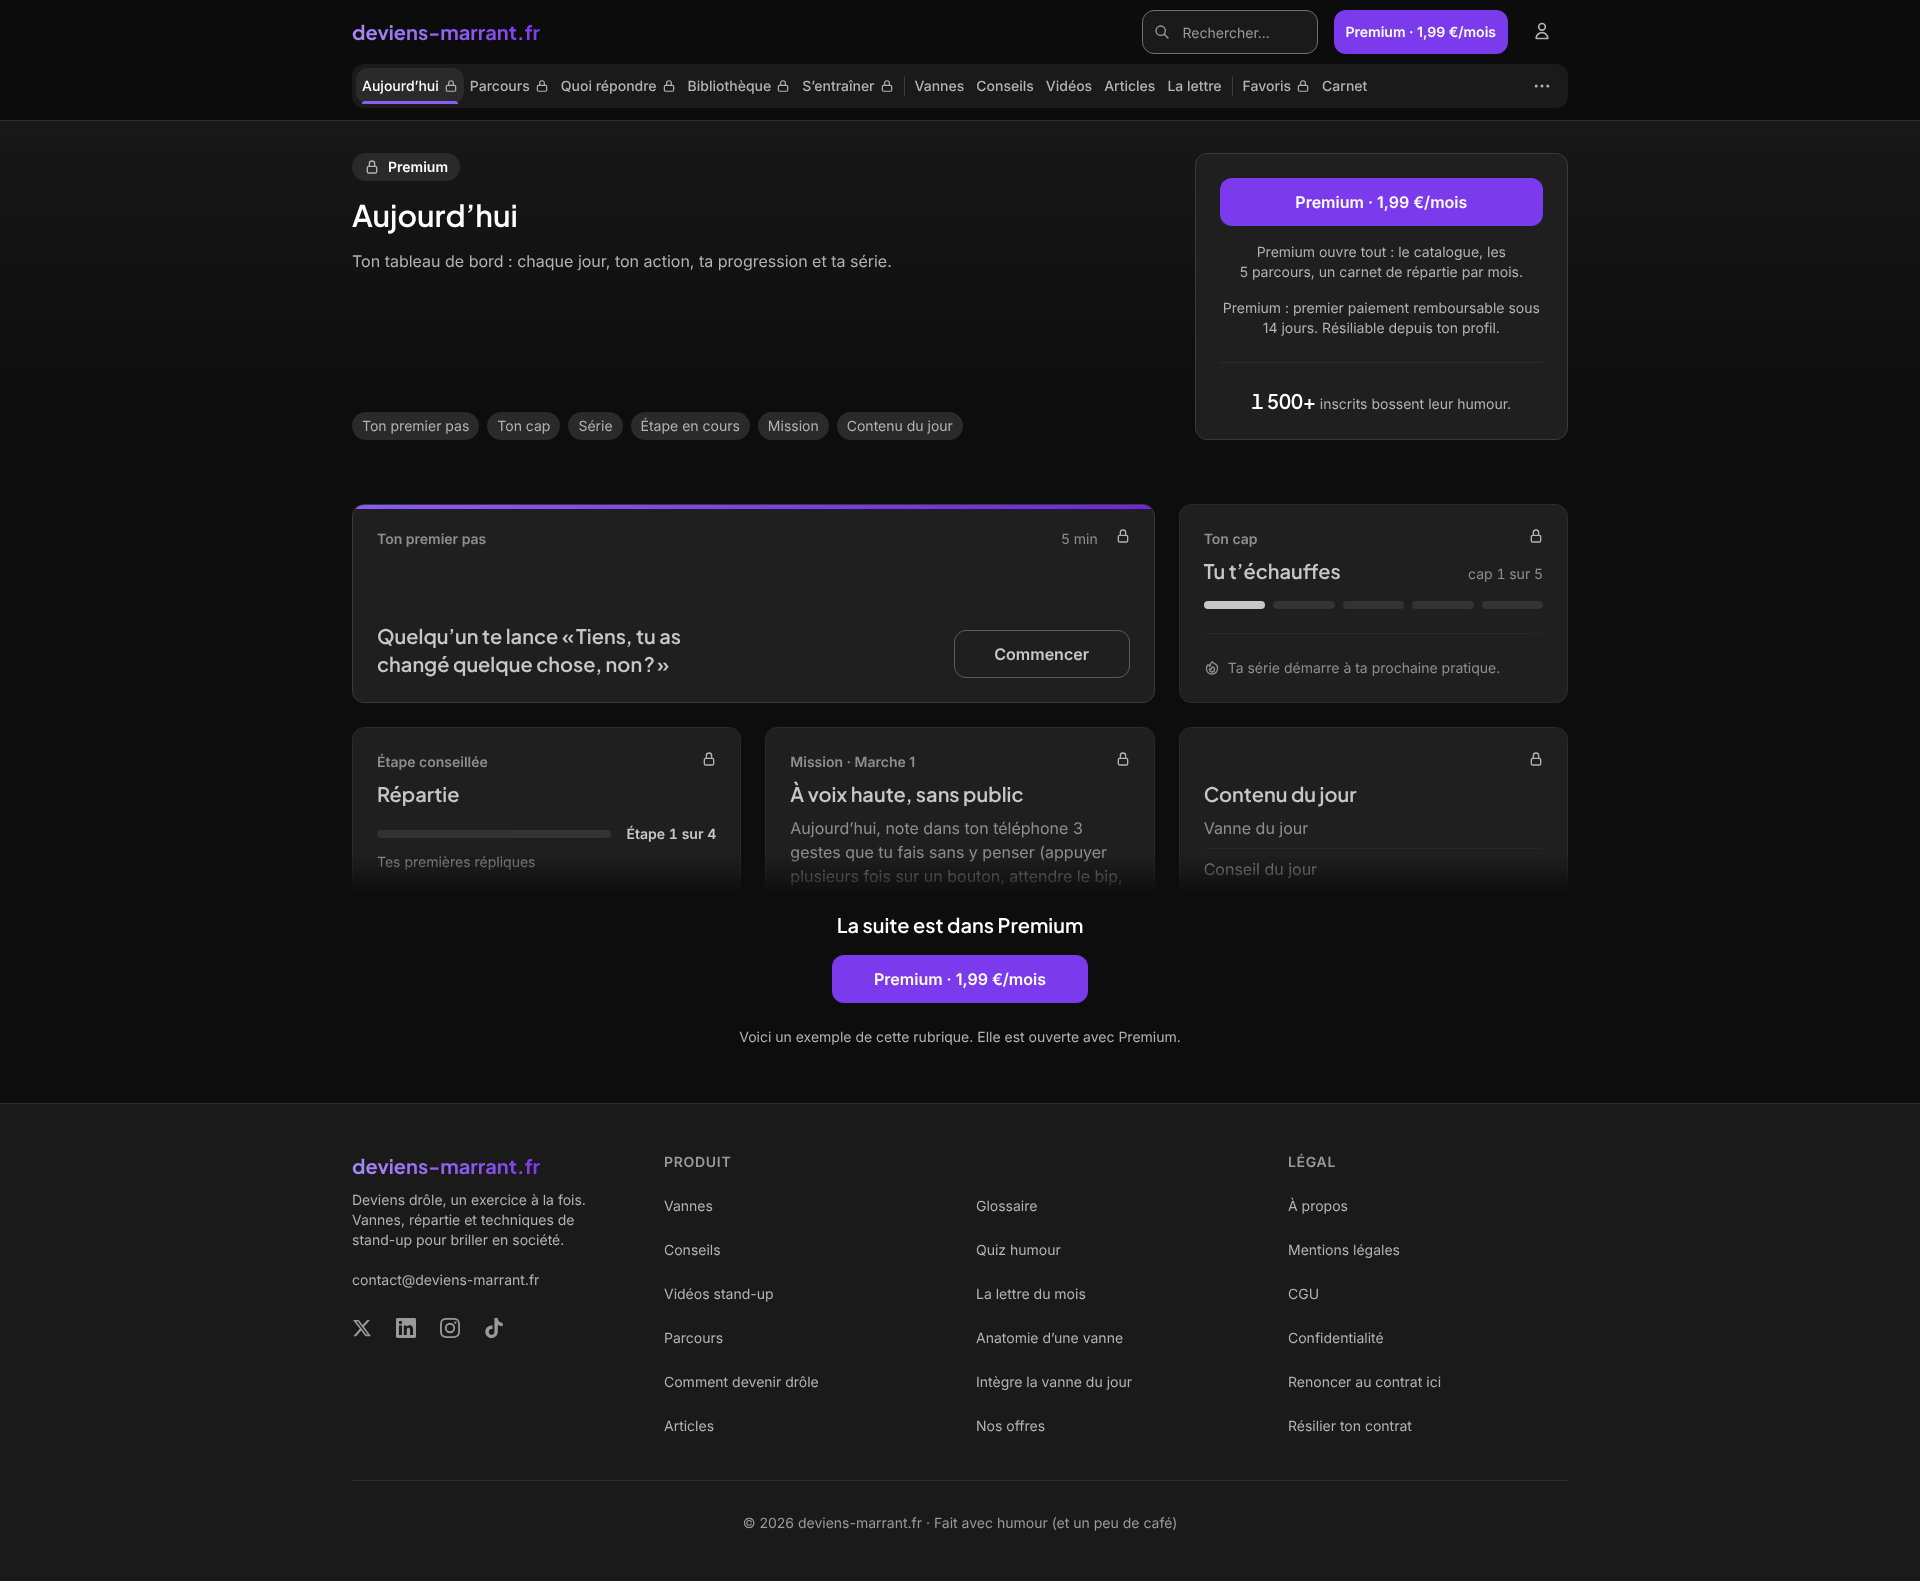 deviens-marrant.fr
Rechercher...
Premium · 1,99 €/mois
Aujourd’hui
Parcours
Quoi répondre
Bibliothèque
S’entraîner
Vannes
Conseils
Vidéos
Articles
La lettre
Favoris
Carnet
Premium
Aujourd’hui
Ton tableau de bord : chaque jour, ton action, ta progression et ta série.
Ton premier pas
Ton cap
Série
Étape en cours
Mission
Contenu du jour
Premium · 1,99 €/mois
Premium ouvre tout : le catalogue, les
5 parcours, un carnet de répartie par mois.
Premium : premier paiement remboursable sous
14 jours. Résiliable depuis ton profil.
1 500+ inscrits bossent leur humour.
Ton premier pas
5 min
Quelqu’un te lance « Tiens, tu as
changé quelque chose, non ? »
Commencer
Ton cap
Tu t’échauffes
cap 1 sur 5
Ta série démarre à ta prochaine pratique.
Étape conseillée
Répartie
Étape 1 sur 4
Tes premières répliques
Mission · Marche 1
À voix haute, sans public
Aujourd’hui, note dans ton téléphone 3
gestes que tu fais sans y penser (appuyer
plusieurs fois sur un bouton, attendre le bip,
Contenu du jour
Vanne du jour
Conseil du jour
La suite est dans Premium
Premium · 1,99 €/mois
Voici un exemple de cette rubrique. Elle est ouverte avec Premium.
deviens-marrant.fr
Deviens drôle, un exercice à la fois.
Vannes, répartie et techniques de
stand-up pour briller en société.
contact@deviens-marrant.fr
PRODUIT
Vannes
Conseils
Vidéos stand-up
Parcours
Comment devenir drôle
Articles
Glossaire
Quiz humour
La lettre du mois
Anatomie d’une vanne
Intègre la vanne du jour
Nos offres
LÉGAL
À propos
Mentions légales
CGU
Confidentialité
Renoncer au contrat ici
Résilier ton contrat
© 2026 deviens-marrant.fr · Fait avec humour (et un peu de café)